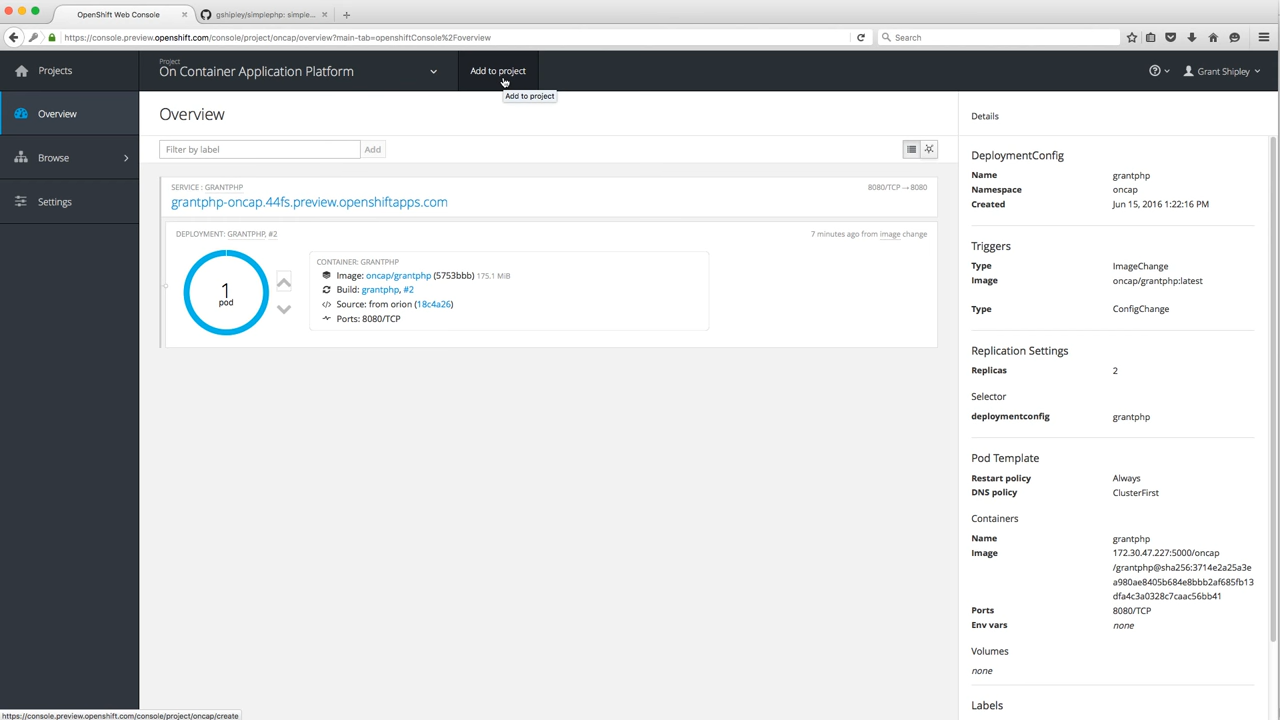 OpenShift Web Console
gshipley/simplephp: simple...
https://console.preview.openshift.com/console/project/oncap/overview?main-tab=openshiftConsole%2Foverview
Search
Projects
Project
On Container Application Platform
Add to project
Grant Shipley
Add to project
Overview
Browse
Settings
Overview
Filter by label
Add
SERVICE : GRANTPHP
8080/TCP → 8080
grantphp-oncap.44fs.preview.openshiftapps.com
DEPLOYMENT: GRANTPHP, #2
7 minutes ago from image change
1
pod
CONTAINER: GRANTPHP
Image: oncap/grantphp (5753bbb) 175.1 MiB
Build: grantphp, #2
Source: from orion (18c4a26)
Ports: 8080/TCP
Details
DeploymentConfig
Name grantphp
Namespace oncap
Created Jun 15, 2016 1:22:16 PM
Triggers
Type ImageChange
Image oncap/grantphp:latest
Type ConfigChange
Replication Settings
Replicas 2
Selector
deploymentconfig grantphp
Pod Template
Restart policy Always
DNS policy ClusterFirst
Containers
Name grantphp
Image 172.30.47.227:5000/oncap
/grantphp@sha256:3714e2a25a3e
a980ae8405b684e8bbb2af685fb13
dfa4c3a0328c7caac56bb41
Ports 8080/TCP
Env vars none
Volumes
none
Labels
https://console.preview.openshift.com/console/project/oncap/create